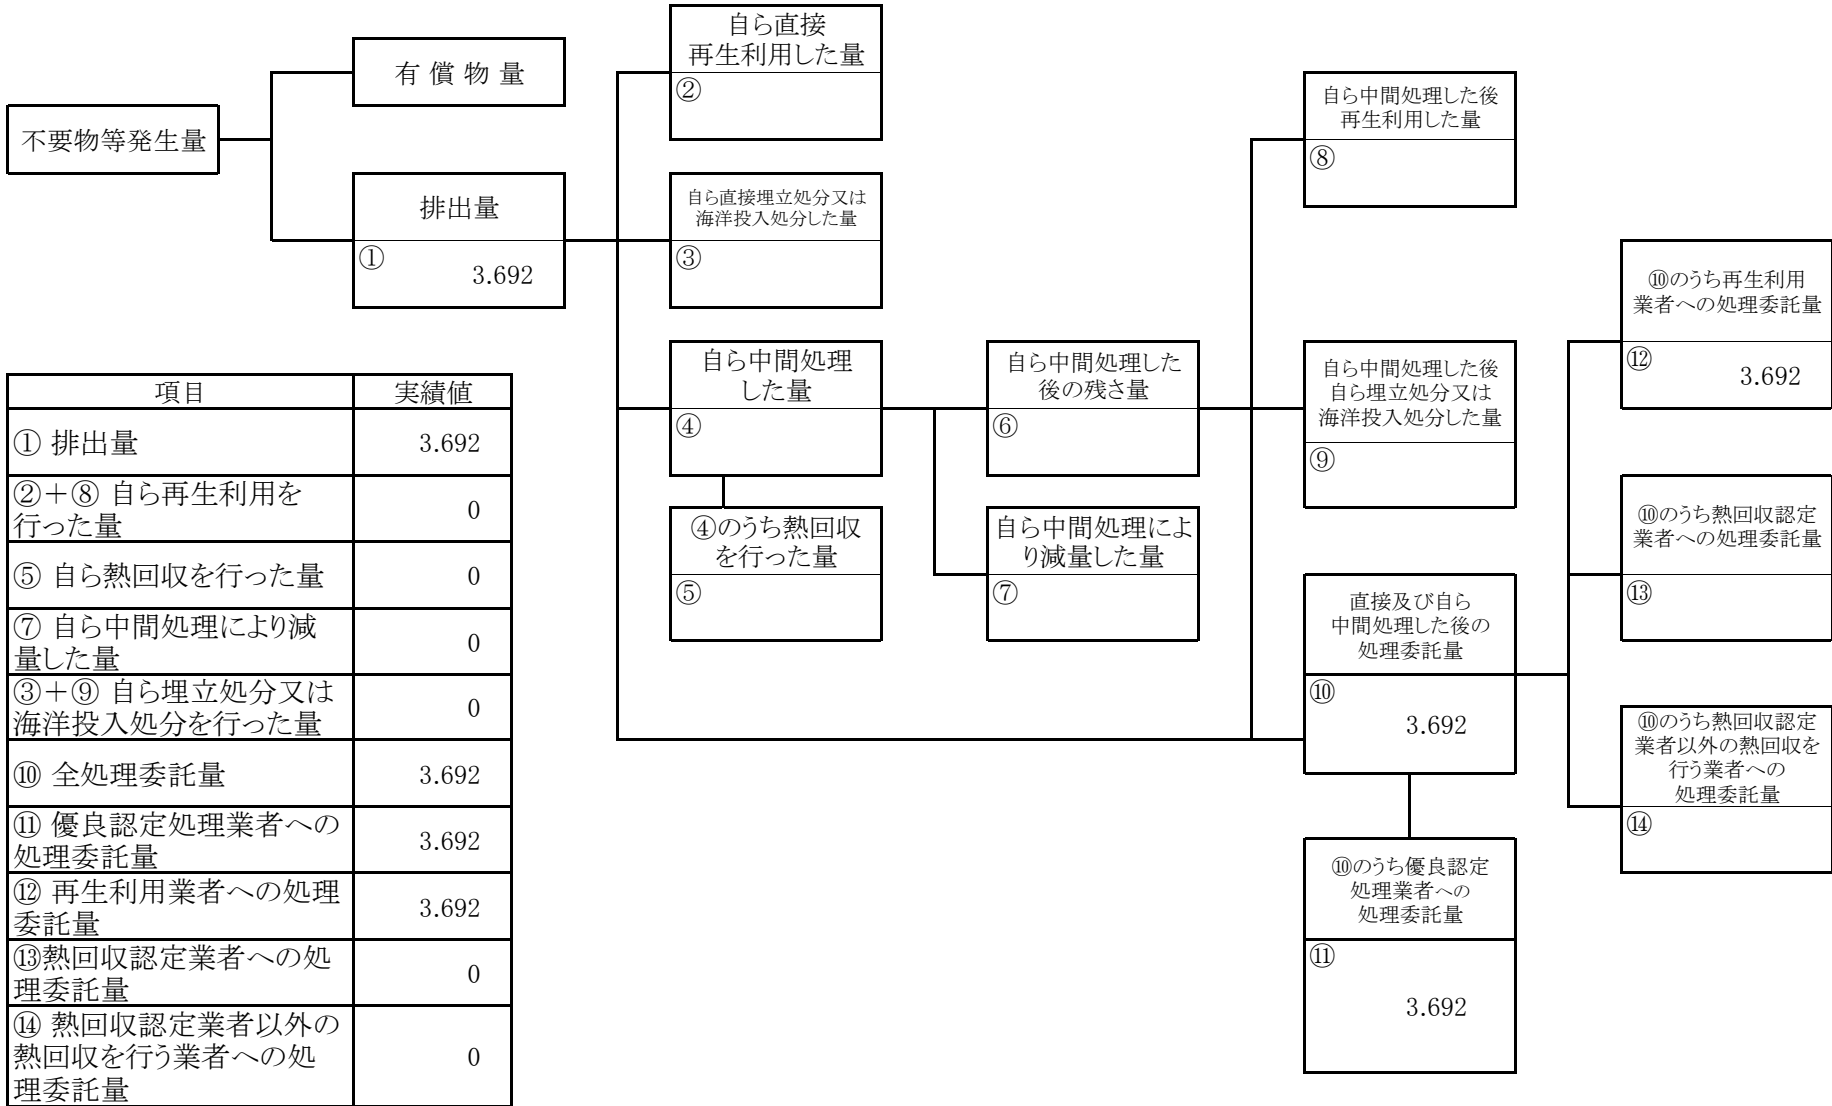 不要物等発生量
有 償 物 量
排出量
①
3.692
自ら直接
再生利用した量
②
自ら直接埋立処分又は
海洋投入処分した量
③
自ら中間処理
した量
④
④のうち熱回収
を行った量
⑤
自ら中間処理した
後の残さ量
⑥
自ら中間処理によ
り減量した量
⑦
自ら中間処理した後
再生利用した量
⑧
自ら中間処理した後
自ら埋立処分又は
海洋投入処分した量
⑨
直接及び自ら
中間処理した後の
処理委託量
⑩
3.692
⑩のうち優良認定
処理業者への
処理委託量
⑪
3.692
⑩のうち再生利用
業者への処理委託量
⑫
3.692
⑩のうち熱回収認定
業者への処理委託量
⑬
⑩のうち熱回収認定
業者以外の熱回収を
行う業者への
処理委託量
⑭
項目 実績値
① 排出量 3.692
②＋⑧ 自ら再生利用を
行った量 0
⑤ 自ら熱回収を行った量 0
⑦ 自ら中間処理により減
量した量 0
③＋⑨ 自ら埋立処分又は
海洋投入処分を行った量 0
⑩ 全処理委託量 3.692
⑪ 優良認定処理業者への
処理委託量 3.692
⑫ 再生利用業者への処理
委託量 3.692
⑬熱回収認定業者への処
理委託量 0
⑭ 熱回収認定業者以外の
熱回収を行う業者への処
理委託量 0